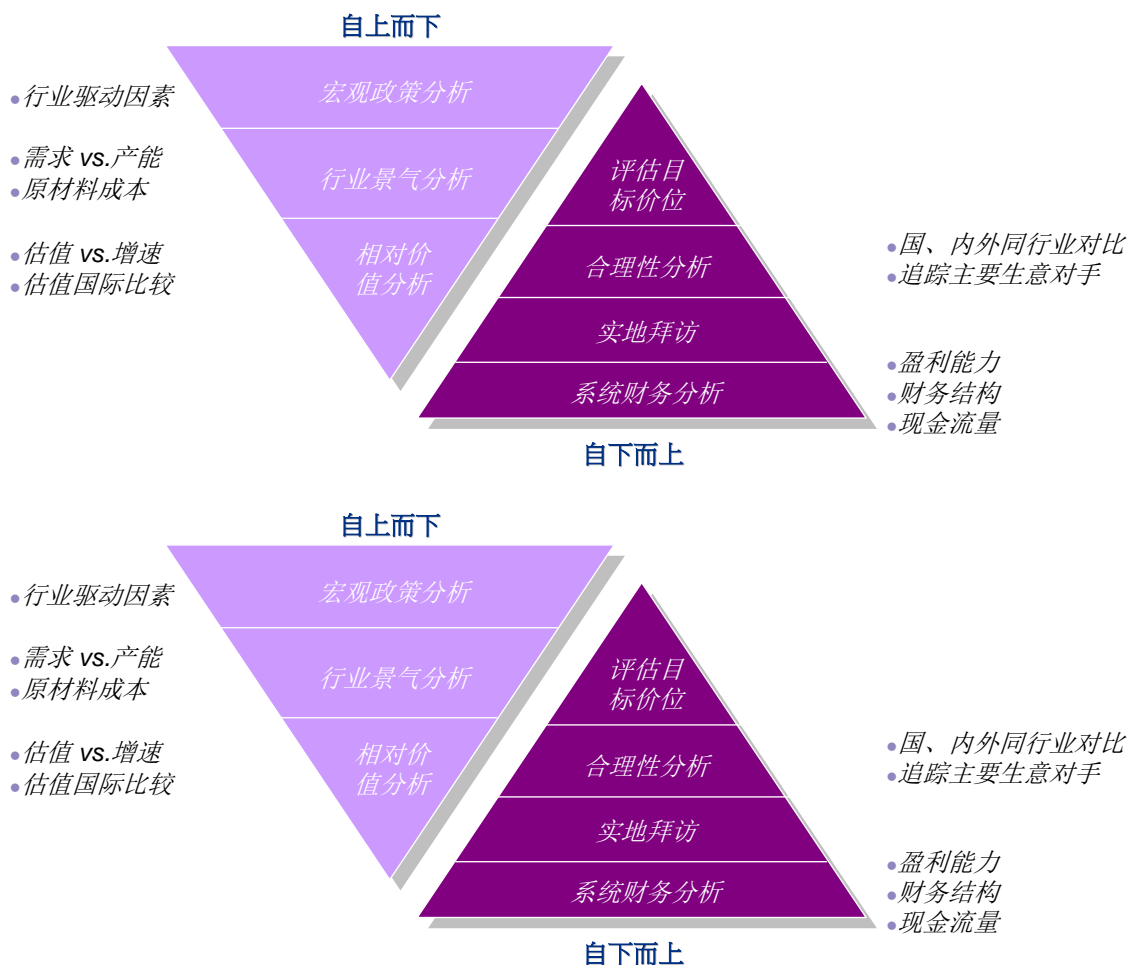 自上而下
宏观政策分析
行业驱动因素
需求 vs.产能
原材料成本
行业景气分析
估值 vs.增速
估值国际比较
相对价
值分析
评估目
标价位
合理性分析
国、内外同行业对比
追踪主要生意对手
实地拜访
系统财务分析
盈利能力
财务结构
现金流量
自下而上
自上而下
宏观政策分析
行业驱动因素
需求 vs.产能
原材料成本
行业景气分析
估值 vs.增速
估值国际比较
相对价
值分析
评估目
标价位
合理性分析
国、内外同行业对比
追踪主要生意对手
实地拜访
系统财务分析
盈利能力
财务结构
现金流量
自下而上